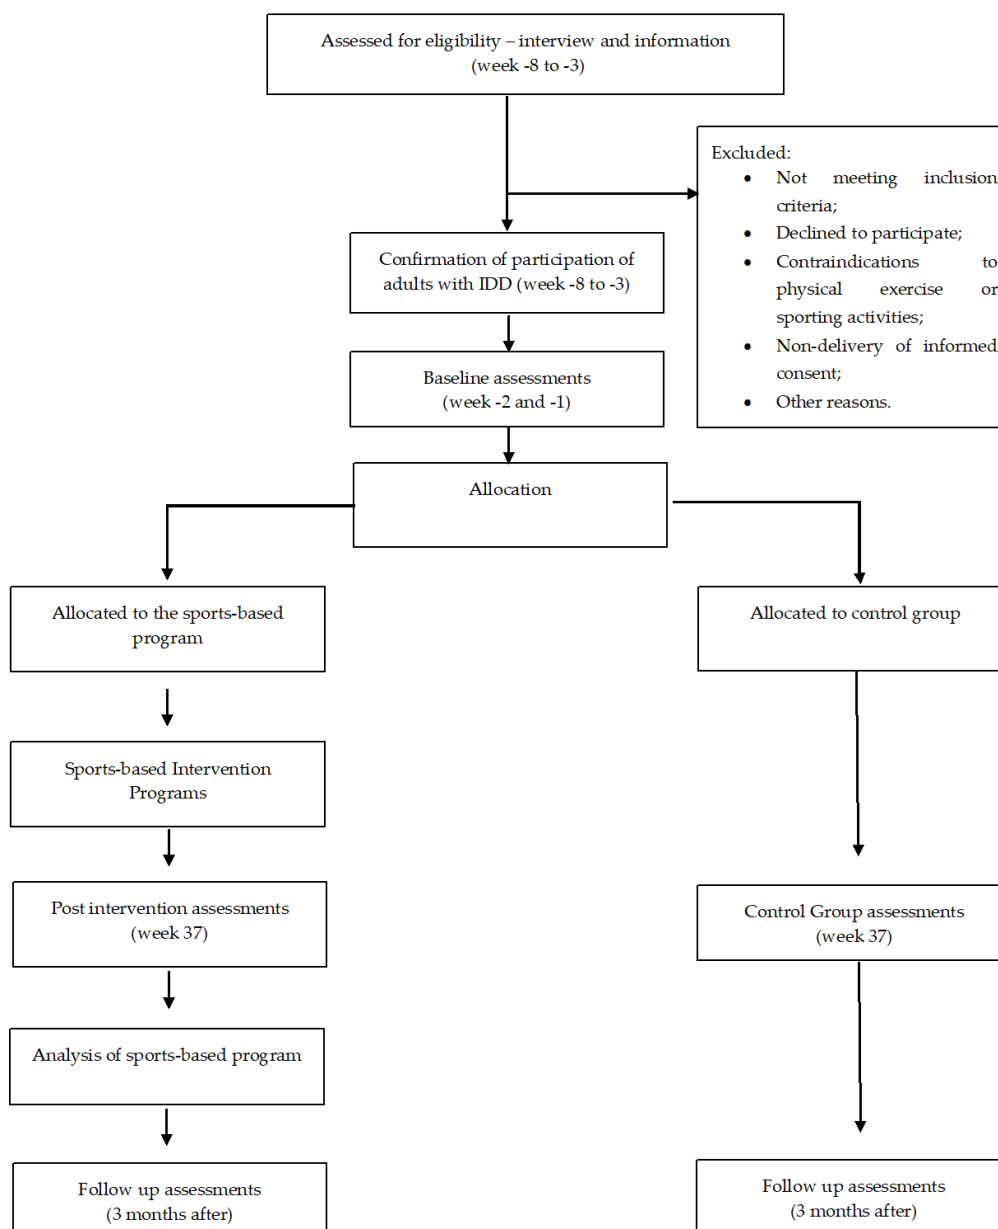 Assessed for eligibility – interview and information
(week -8 to -3)
Excluded:
• Not meeting inclusion
criteria;
• Declined to participate;
• Contraindications to
physical exercise or
sporting activities;
• Non-delivery of informed
consent;
• Other reasons.
Confirmation of participation of
adults with IDD (week -8 to -3)
Baseline assessments
(week -2 and -1)
Allocation
Allocated to the sports-based
program
Allocated to control group
Sports-based Intervention
Programs
Post intervention assessments
(week 37)
Control Group assessments
(week 37)
Analysis of sports-based program
Follow up assessments
(3 months after)
Follow up assessments
(3 months after)